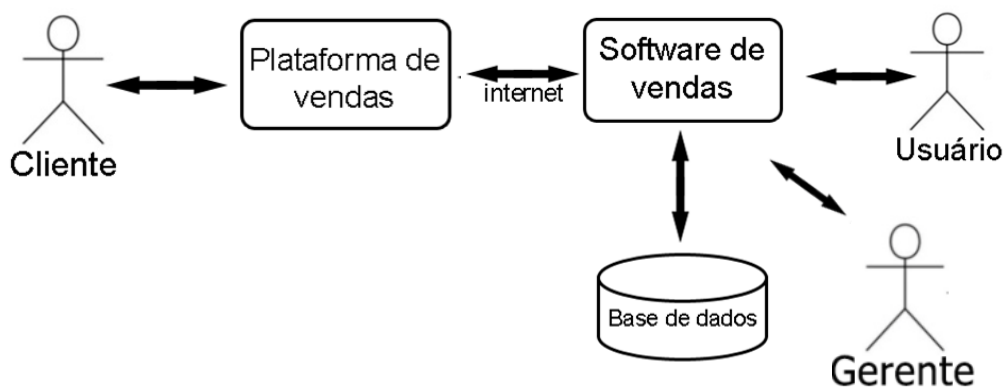 Plataforma de
vendas
Software de
vendas
internet
Cliente
Usuário
Base de dados
Gerente